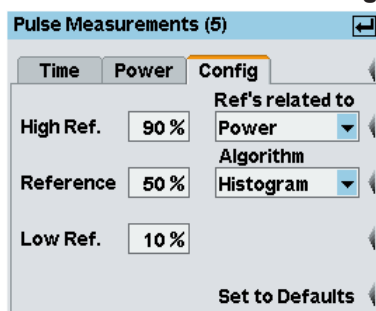 Pulse Measurements (5)
Time Power Config
Ref's related to
High Ref. 90 % Power
Algorithm
Reference 50 % Histogram
Low Ref. 10 %
Set to Defaults